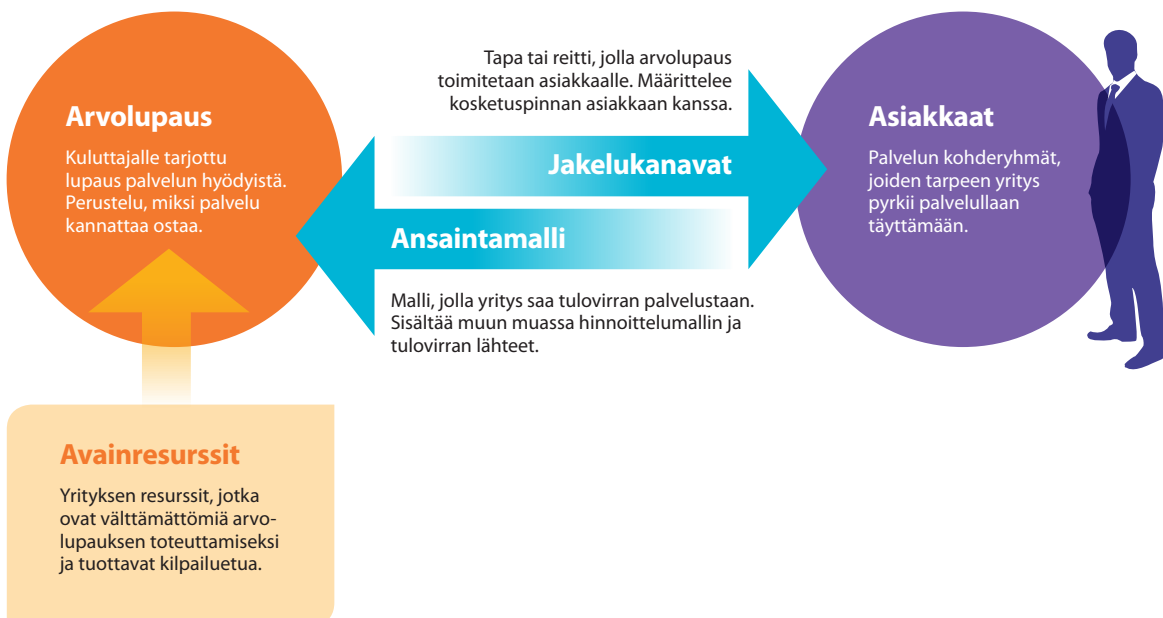 Arvolupaus
Kuluttajalle tarjottu
lupaus palvelun hyödyistä.
Perustelu, miksi palvelu
kannattaa ostaa.
Tapa tai reitti, jolla arvolupaus
toimitetaan asiakkaalle. Määrittelee
kosketuspinnan asiakkaan kanssa.
Jakelukanavat
Ansaintamalli
Malli, jolla yritys saa tulovirran palvelustaan.
Sisältää muun muassa hinnoittelumallin ja
tulovirran lähteet.
Asiakkaat
Palvelun kohderyhmät,
joiden tarpeen yritys
pyrkii palvelullaan
täyttämään.
Avainresurssit
Yrityksen resurssit, jotka
ovat välttämättömiä arvo-
lupauksen toteuttamiseksi
ja tuottavat kilpailuetua.